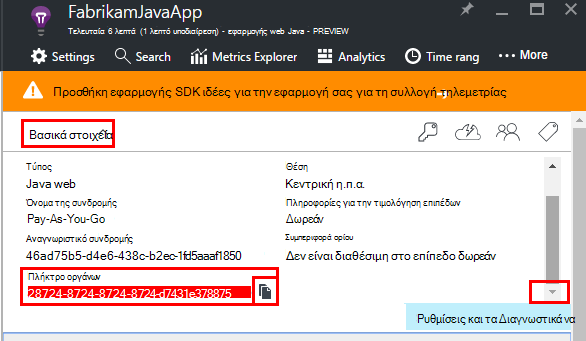 FabrikamJavaApp
Τελευταία 6 λεπτά (1 λεπτό υποδιαίρεση) - εφαρμογής web Java - PREVIEW
Settings Search Metrics Explorer Analytics Time rang ... More
Προσθήκη εφαρμογής SDK ιδέες για την εφαρμογή σας για τη συλλογή τηλεμετρίας
Βασικά στοιχεία
Τύπος Θέση
Java web Κεντρική η.π.α.
Όνομα της συνδρομής Πληροφορίες για την τιμολόγηση επιπέδων
Pay-As-You-Go Δωρεάν
Αναγνωριστικό συνδρομής Συμπεριφορά ορίου
46ad75b5-d4e6-438c-b2ec-1fd5aaaf1850 Δεν είναι διαθέσιμη στο επίπεδο δωρεάν
Πλήκτρο οργάνων
28724-8724-8724-8724-d7431e378875
Ρυθμίσεις και τα Διαγνωστικά να